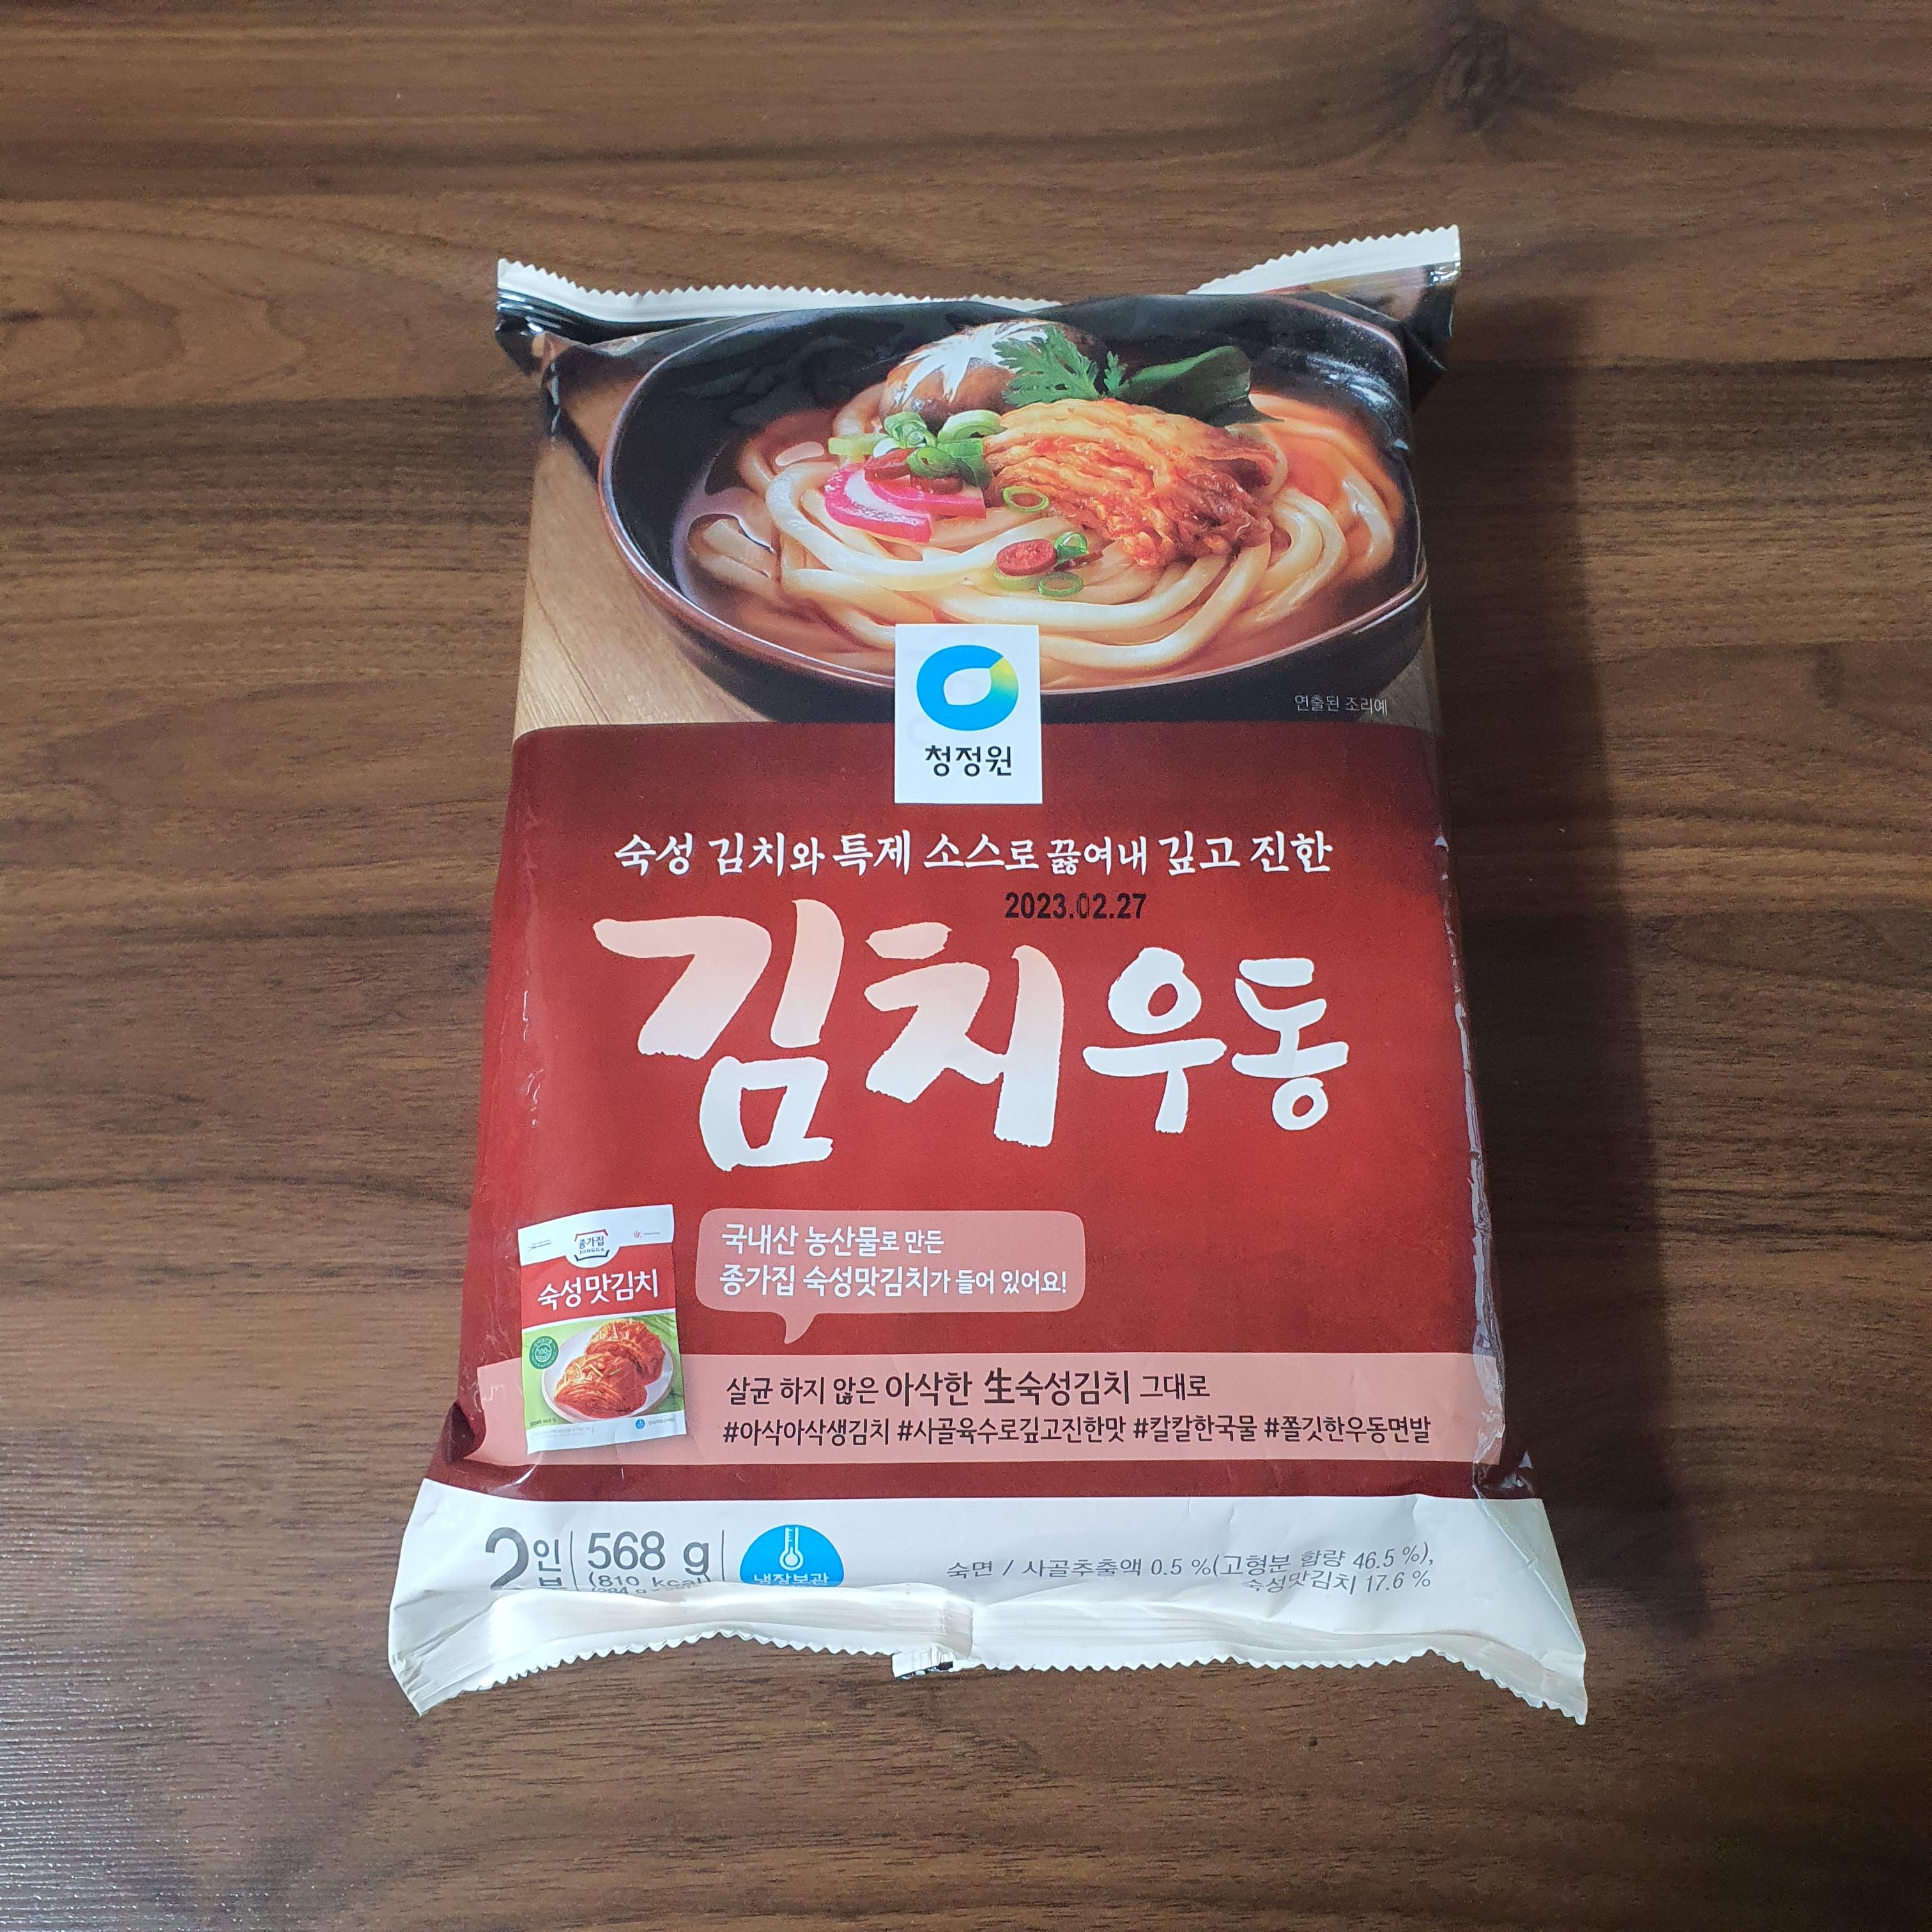 연출된 조리예
청정원
숙성 김치와 특제 소스로 끓여내 깊고 진한
2023.02.27
김치우동
국내산 농산물로 만든
종가집 숙성맛김치가 들어 있어요!
종가집
JONGGA
숙성맛김치
살균 하지 않은 아삭한 生숙성김치 그대로
#아삭아삭생김치 #사골육수로깊고진한맛 #칼칼한국물 #쫄깃한우동면발
2인분 568 g
(810 kcal)
냉장보관
숙면 / 사골추출액 0.5 %(고형분 함량 46.5 %),
숙성맛김치 17.6 %